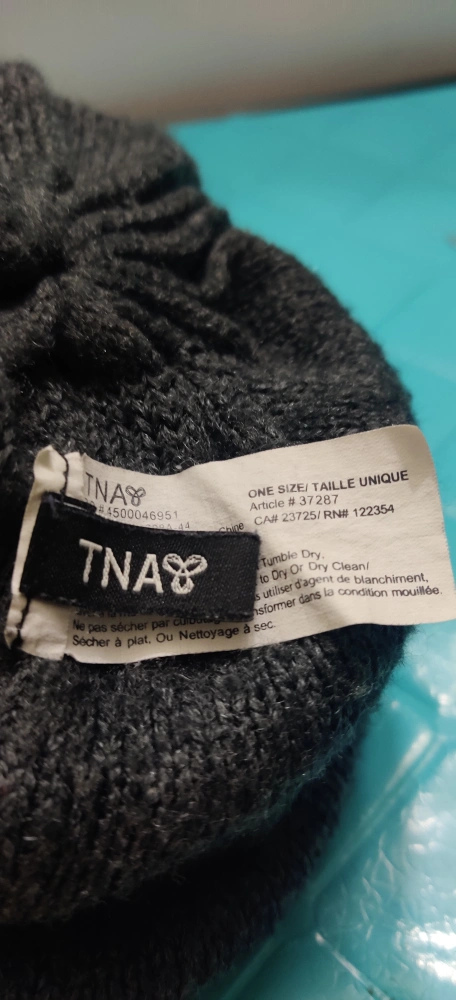 TNA
#.4500046951
ONE SIZE/ TAILLE UNIQUE
Article # 37287
CA# 23725/ RN# 122354
Chine
TNA
Tumble Dry.
to Dry Or Dry Clean/
utiliser d'agent de blanchiment,
nsformer dans la condition mouillée.
Ne pas sécher par
Sécher à plat. Ou Nettoyage à sec.